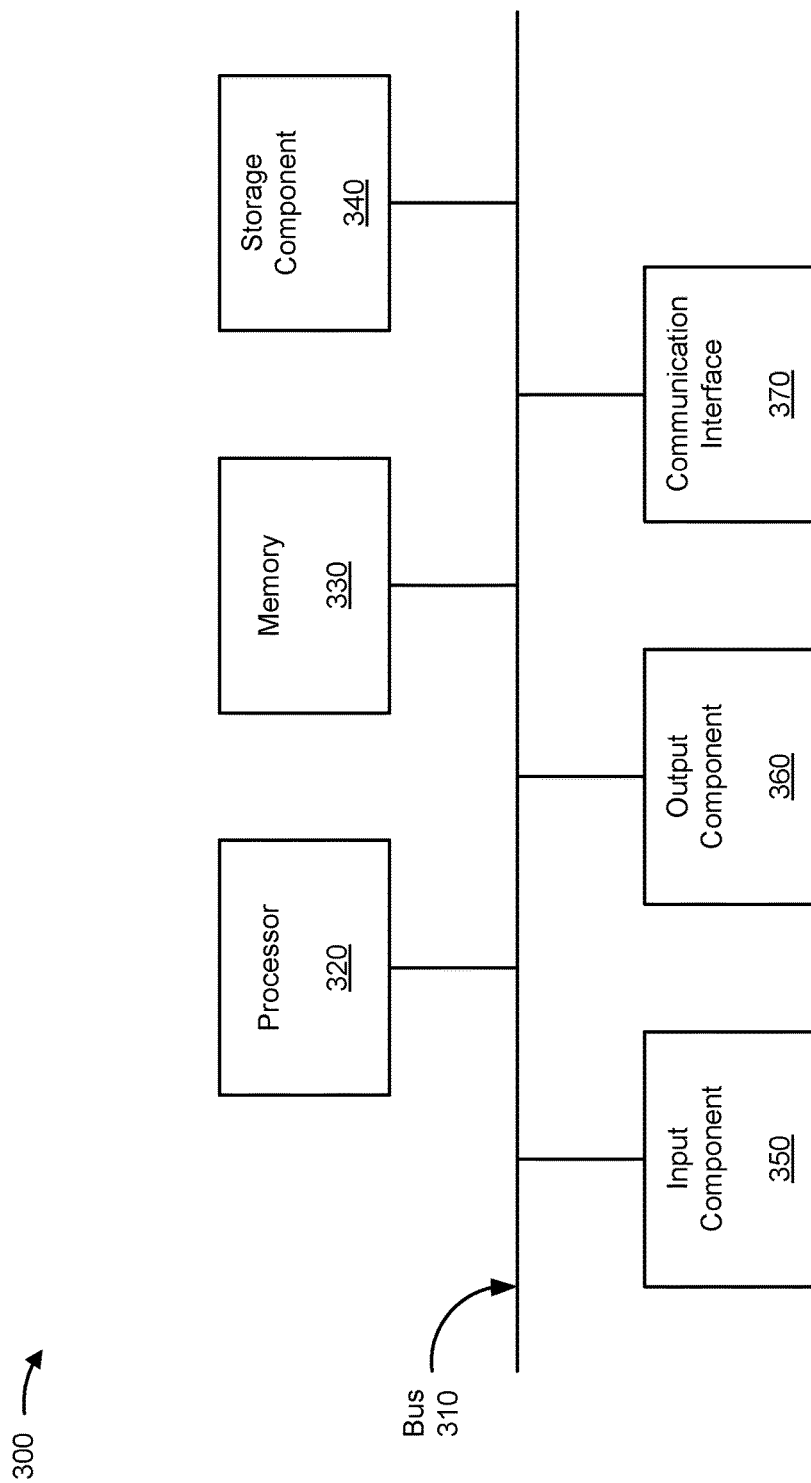 300
Processor
320
Memory
330
Storage
Component
340
Bus
310
Input
Component
350
Output
Component
360
Communication
Interface
370